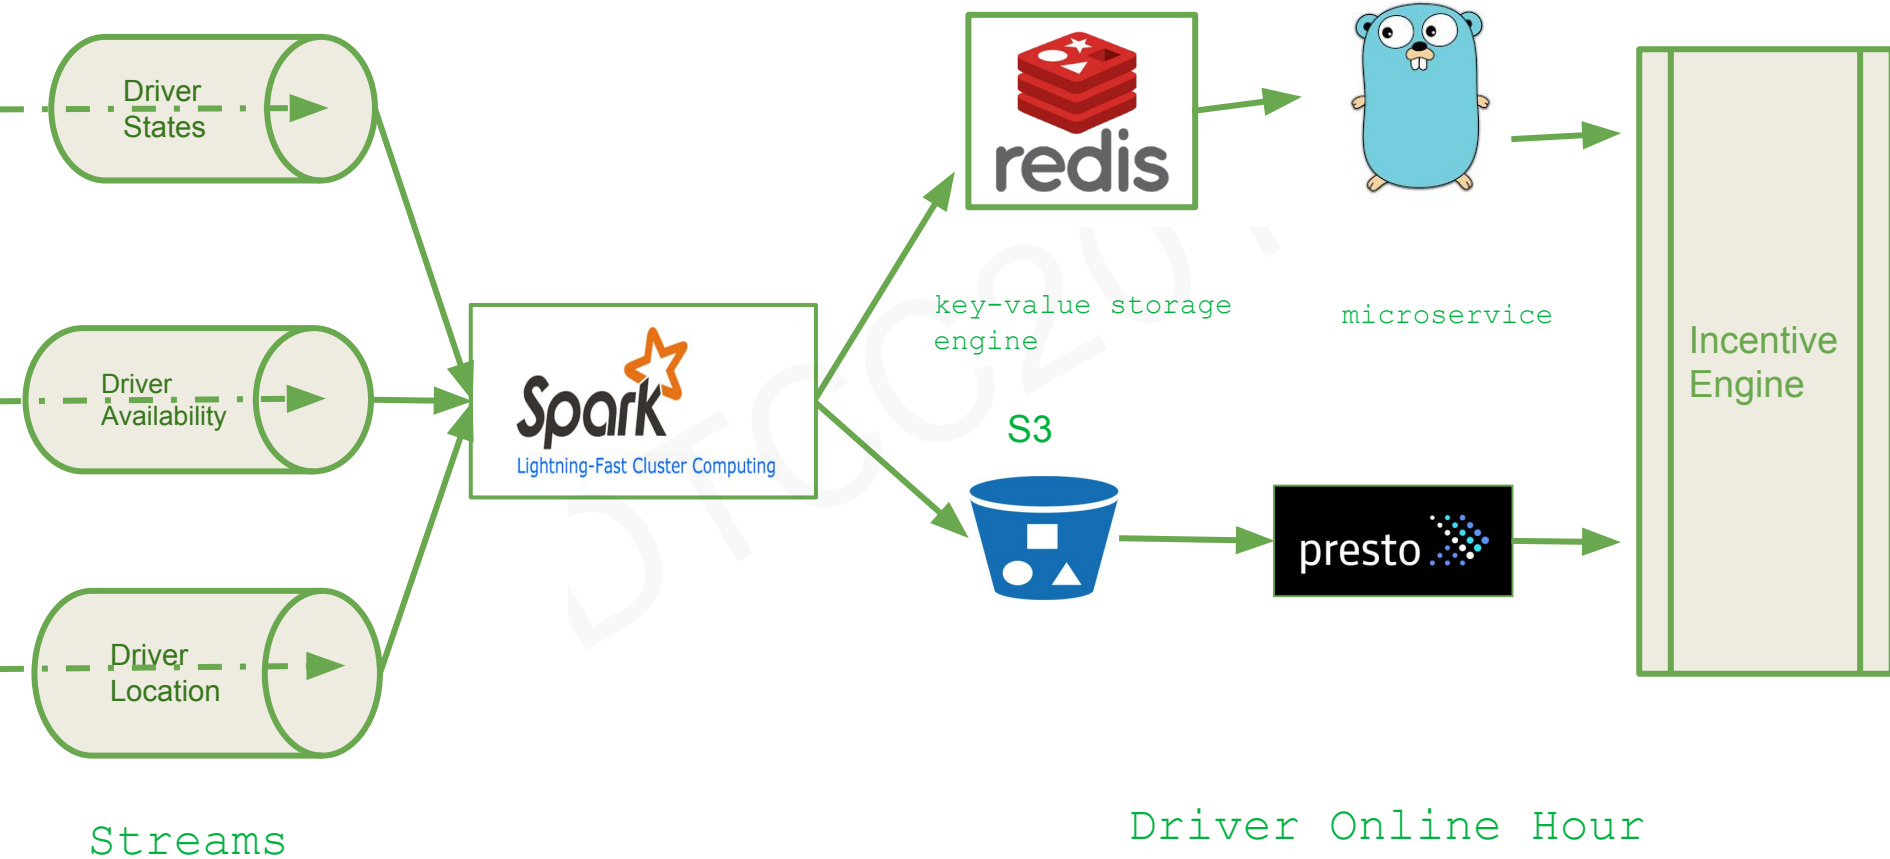 Driver
States
Driver
Availability
Driver
Location
Streams
Spark
Lightning-Fast Cluster Computing
redis
key-value storage
engine
microservice
S3
presto
Incentive
Engine
Driver Online Hour
DTCC201